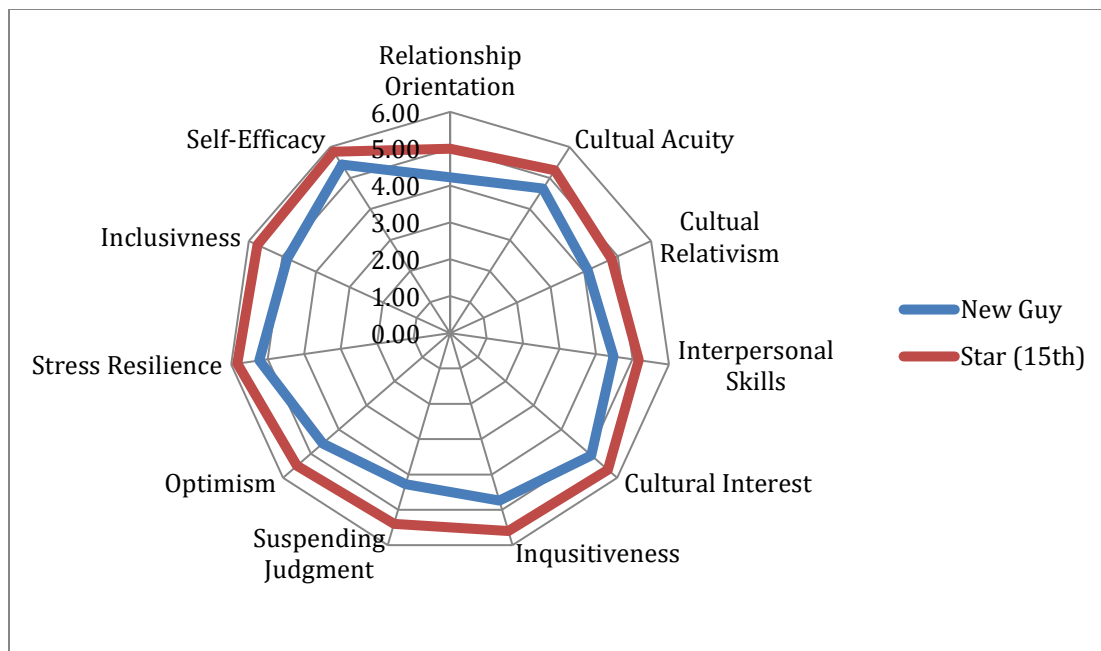 Relationship
Orientation
6.00
5.00
4.00
3.00
2.00
1.00
0.00
Cultual Acuity
Cultual
Relativism
Interpersonal
Skills
Cultural Interest
Inqusitiveness
Suspending
Judgment
Optimism
Stress Resilience
Inclusivness
Self-Efficacy
New Guy
Star (15th)